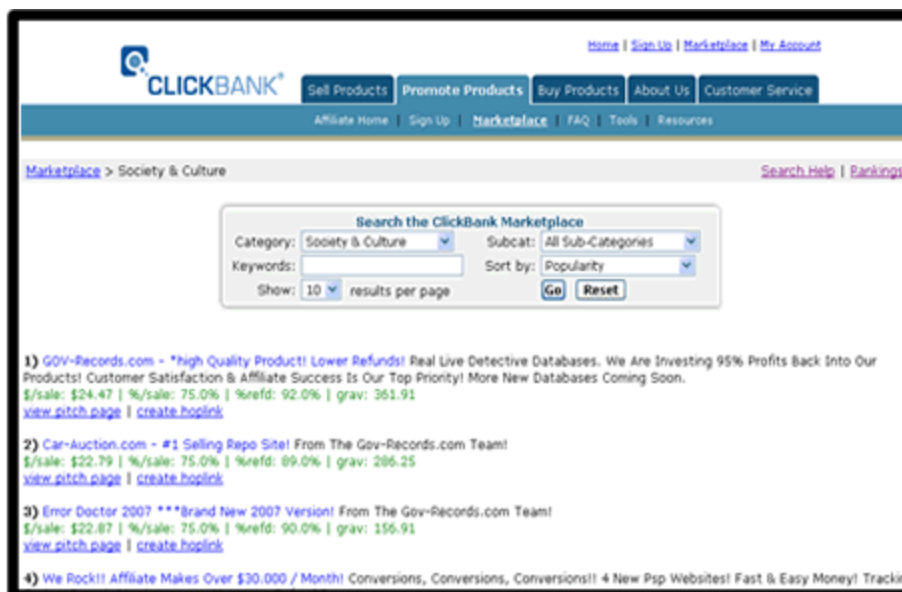 Home | Sign Up | Marketplace | My Account
CLICKBANK®
Sell Products Promote Products Buy Products About Us Customer Service
Affiliate Home | Sign Up | Marketplace | FAQ | Tools | Resources
Marketplace > Society & Culture Search Help | Rankings
Search the ClickBank Marketplace
Category: Society & Culture Subcat: All Sub-Categories
Keywords: Sort by: Popularity
Show: 10 results per page Go Reset
1) GOV-Records.com - *high Quality Product! Lower Refunds! Real Live Detective Databases. We Are Investing 95% Profits Back Into Our
Products! Customer Satisfaction & Affiliate Success Is Our Top Priority! More New Databases Coming Soon.
$/sale: $24.47 | %/sale: 75.0% | %refd: 92.0% | grav: 361.91
view pitch page | create hoplink
2) Car-Auction.com - #1 Selling Repo Site! From The Gov-Records.com Team!
$/sale: $22.79 | %/sale: 75.0% | %refd: 89.0% | grav: 286.25
view pitch page | create hoplink
3) Error Doctor 2007 ***Brand New 2007 Version! From The Gov-Records.com Team!
$/sale: $22.87 | %/sale: 75.0% | %refd: 90.0% | grav: 156.91
view pitch page | create hoplink
4) We Rock!! Affiliate Makes Over $30.000 / Month! Conversions, Conversions, Conversions!! 4 New Psp Websites! Fast & Easy Money!